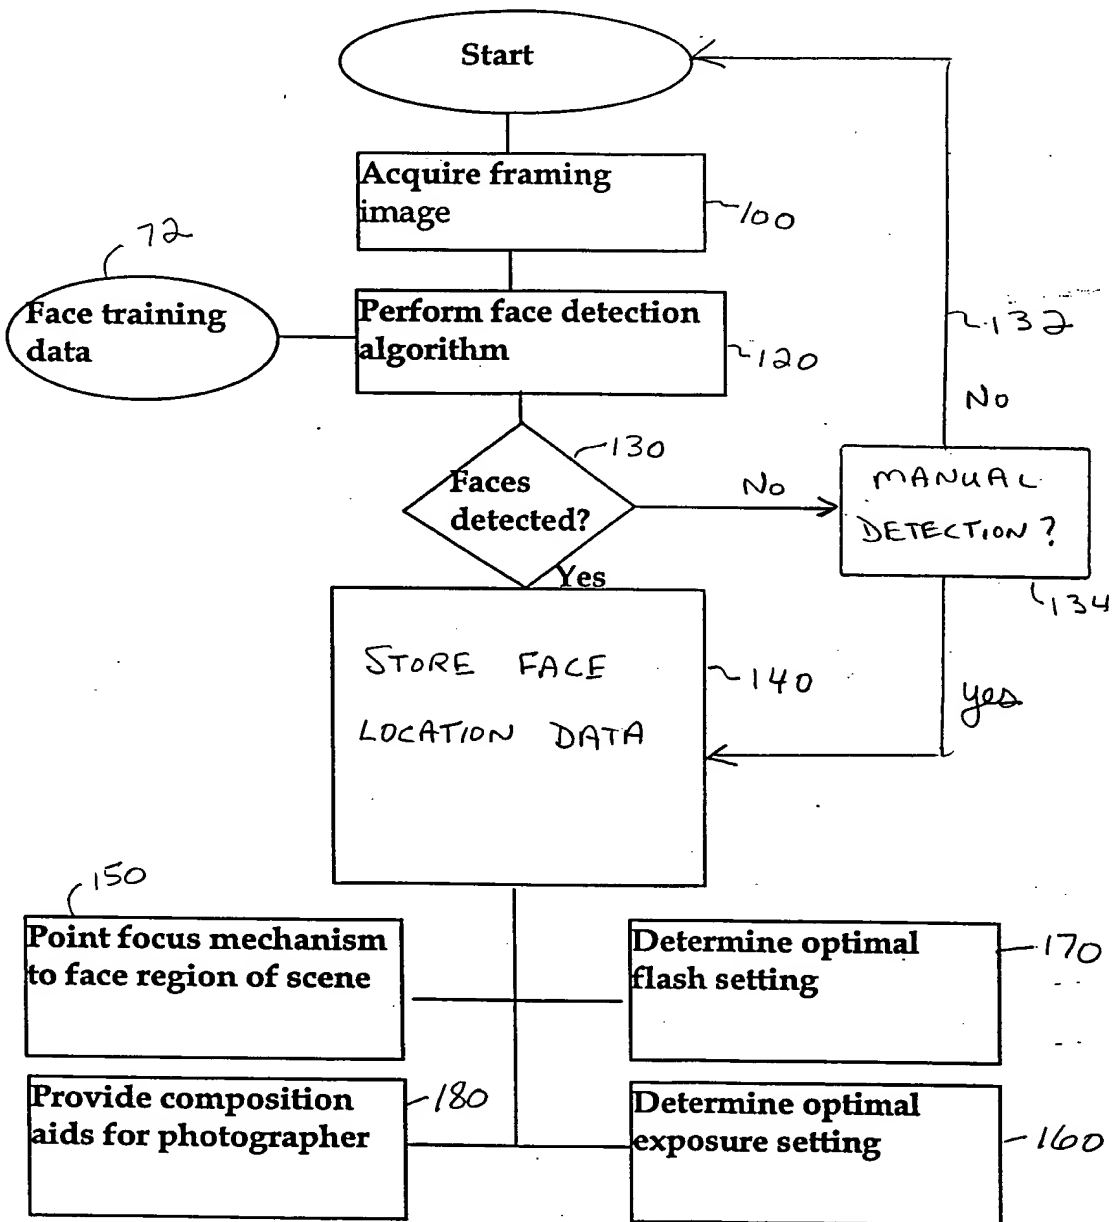 Start
Acquire framing
image
100
72
Face training
data
Perform face detection
algorithm
120
132
No
130
Faces
detected?
No
MANUAL
DETECTION?
134
Yes
STORE FACE
LOCATION DATA
140
yes
150
Point focus mechanism
to face region of scene
Determine optimal
flash setting
170
Provide composition
aids for photographer
180
Determine optimal
exposure setting
160